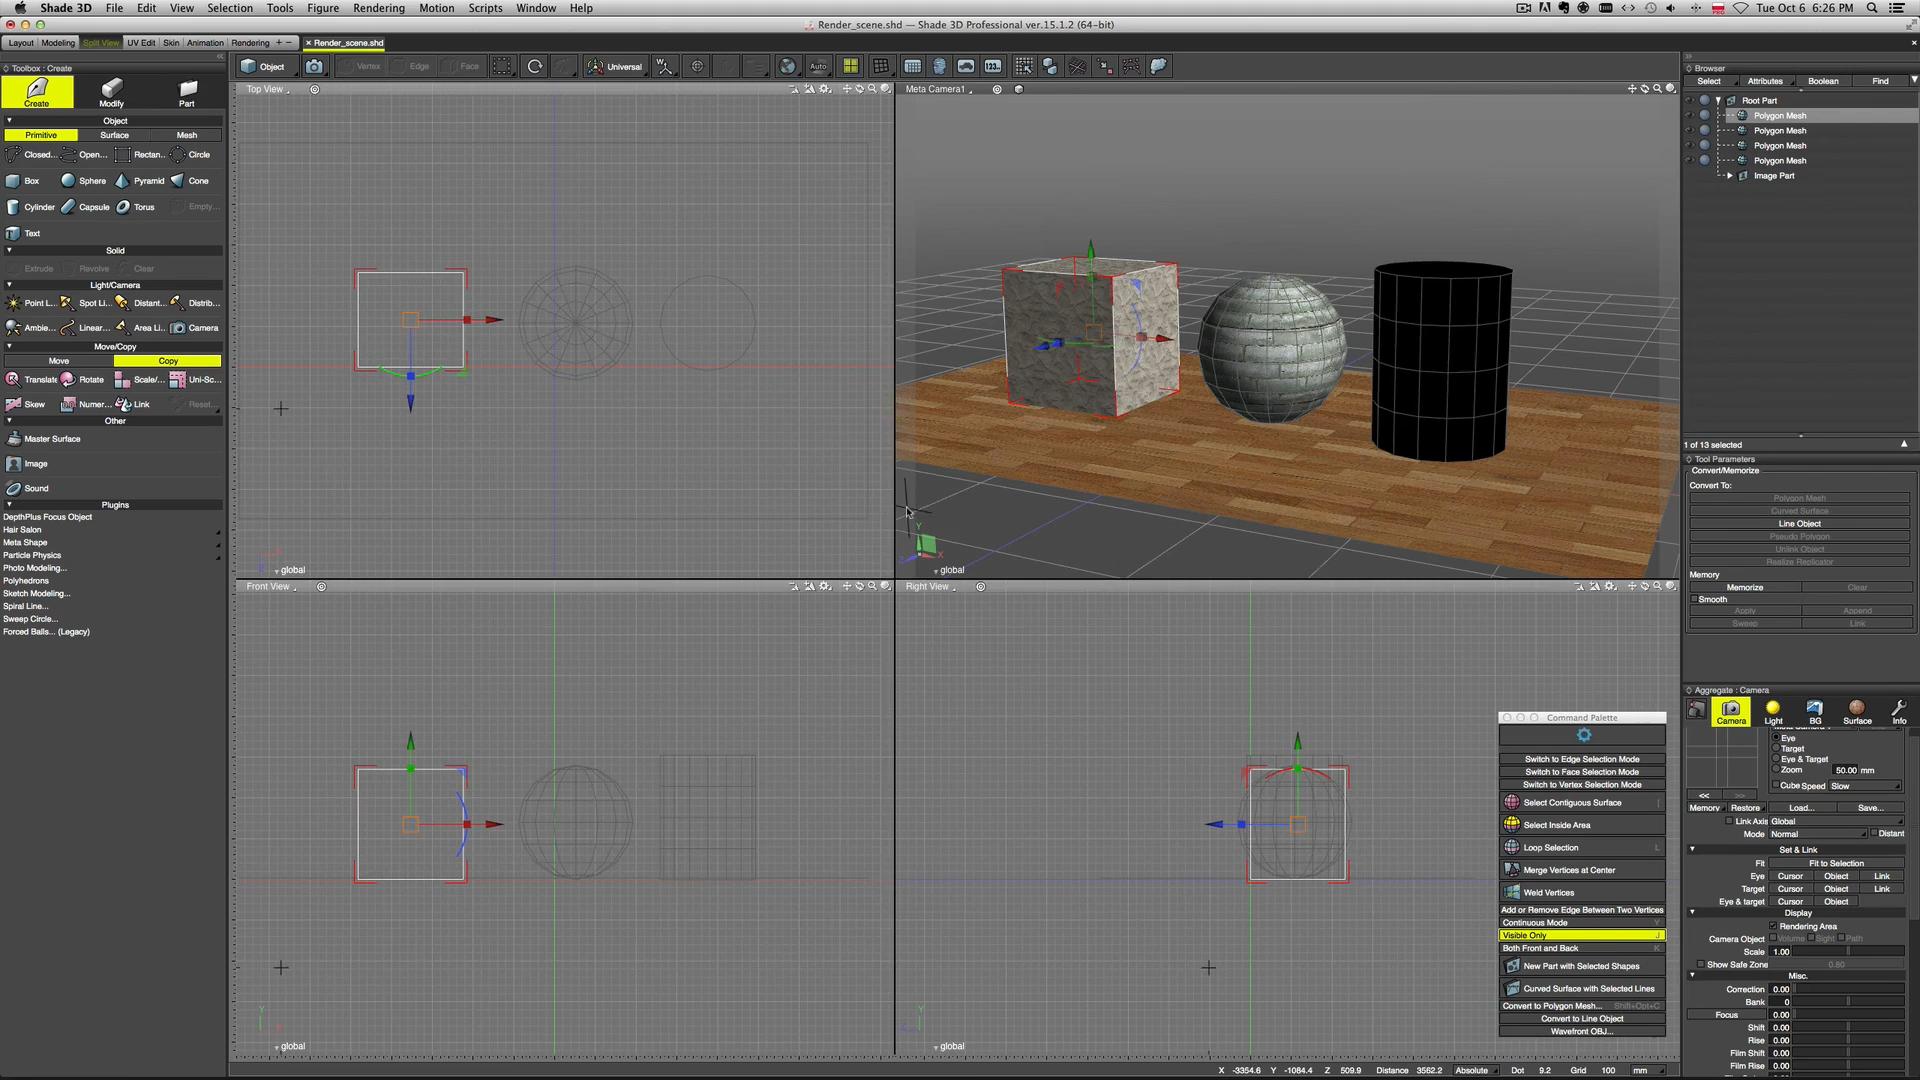 Shade 3D File Edit View Selection Tools Figure Rendering Motion Scripts Window Help
Tue Oct 6 6:26 PM
Render_scene.shd — Shade 3D Professional ver.15.1.2 (64-bit)
Layout Modeling Split View UV Edit Skin Animation Rendering + −
× Render_scene.shd
Toolbox : Create
Create Modify Part
Object
Primitive Surface Mesh
Closed... Open... Rectan... Circle
Box Sphere Pyramid Cone
Cylinder Capsule Torus Empty...
Text
Solid
Extrude Revolve Clear
Light/Camera
Point L... Spot Li... Distant... Distrib...
Ambie... Linear... Area Li... Camera
Move/Copy
Move Copy
Translate Rotate Scale/... Uni-Sc...
Skew Numer... Link Reset...
Other
Master Surface
Image
Sound
Plugins
DepthPlus Focus Object
Hair Salon
Meta Shape
Particle Physics
Photo Modeling...
Polyhedrons
Sketch Modeling...
Spiral Line...
Sweep Circle...
Forced Balls... (Legacy)
Object Vertex Edge Face Universal Auto 123..
Top View
global
Meta Camera1
Y
X
global
Front View
Y
global
Right View
Y
global
Command Palette
Switch to Edge Selection Mode
Switch to Face Selection Mode
Switch to Vertex Selection Mode
Select Contiguous Surface
Select Inside Area
Loop Selection L
Merge Vertices at Center
Weld Vertices
Add or Remove Edge Between Two Vertices
Continuous Mode Y
Visible Only J
Both Front and Back K
New Part with Selected Shapes
Curved Surface with Selected Lines
Convert to Polygon Mesh... Shift+Opt+C
Convert to Line Object
Wavefront OBJ...
X -3354.6 Y -1084.4 Z 509.9 Distance 3562.2 Absolute Dot 9.2 Grid 100 mm
Browser
Select Attributes Boolean Find
Root Part
Polygon Mesh
Polygon Mesh
Polygon Mesh
Polygon Mesh
Image Part
1 of 13 selected
Tool Parameters
Convert/Memorize
Convert To:
Polygon Mesh
Curved Surface
Line Object
Pseudo Polygon
Unlink Object
Realize Replicator
Memory
Memorize Clear
Smooth
Apply Append
Sweep Link
Aggregate : Camera
Camera Light BG Surface Info
Eye
Target
Eye & Target
Zoom 50.00 mm
Cube Speed Slow
<< >>
Memory Restore Load... Save...
Link Axis Global
Mode Normal Distant
Set & Link
Fit Fit to Selection
Eye Cursor Object Link
Target Cursor Object Link
Eye & target Cursor Object
Display
Rendering Area
Camera Object Volume Sight Path
Scale 1.00
Show Safe Zone 0.80
Misc.
Correction 0.00
Bank 0
Focus 0.00
Shift 0.00
Rise 0.00
Film Shift 0.00
Film Rise 0.00